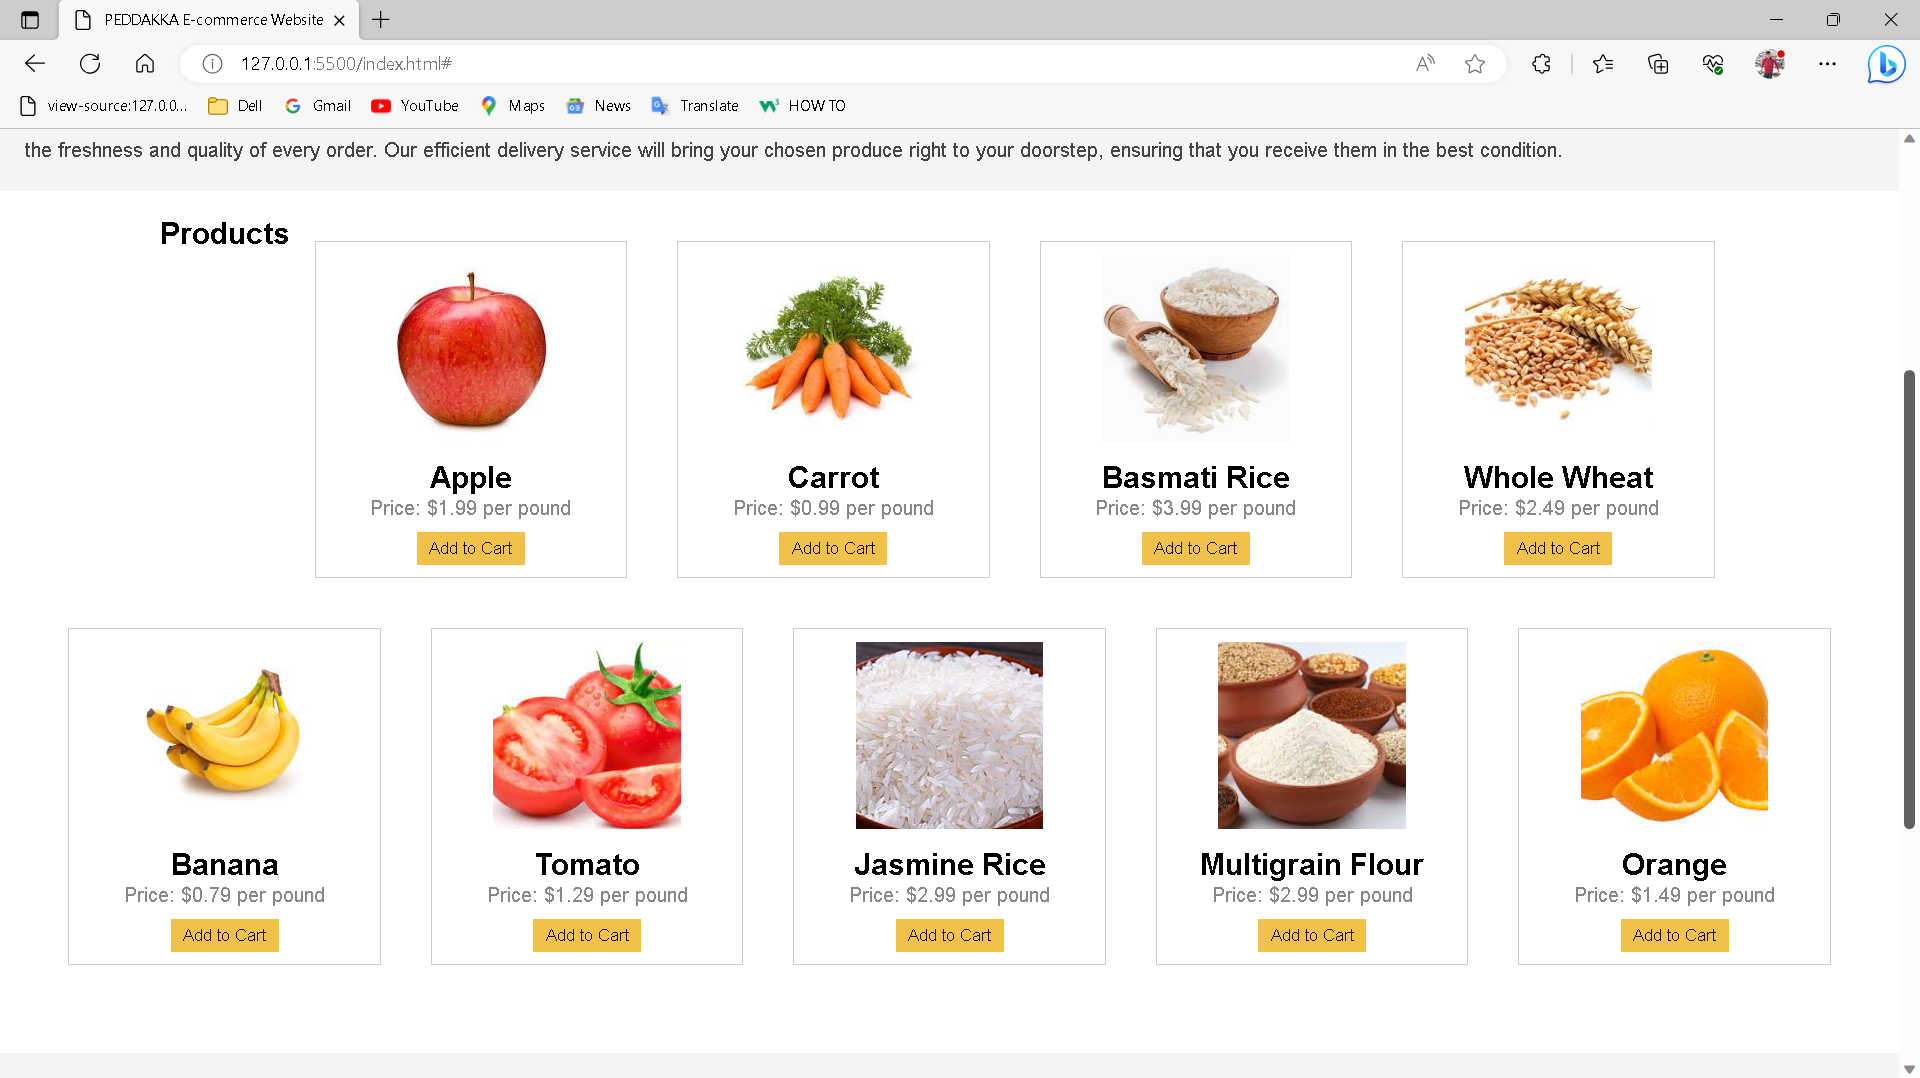 PEDDAKKA E-commerce Website
127.0.0.1:5500/index.html#
view-source:127.0.0... Dell Gmail YouTube Maps News Translate HOW TO
the freshness and quality of every order. Our efficient delivery service will bring your chosen produce right to your doorstep, ensuring that you receive them in the best condition.
Products
Apple Carrot Basmati Rice Whole Wheat
Price: $1.99 per pound Price: $0.99 per pound Price: $3.99 per pound Price: $2.49 per pound
Add to Cart Add to Cart Add to Cart Add to Cart
Banana Tomato Jasmine Rice Multigrain Flour Orange
Price: $0.79 per pound Price: $1.29 per pound Price: $2.99 per pound Price: $2.99 per pound Price: $1.49 per pound
Add to Cart Add to Cart Add to Cart Add to Cart Add to Cart